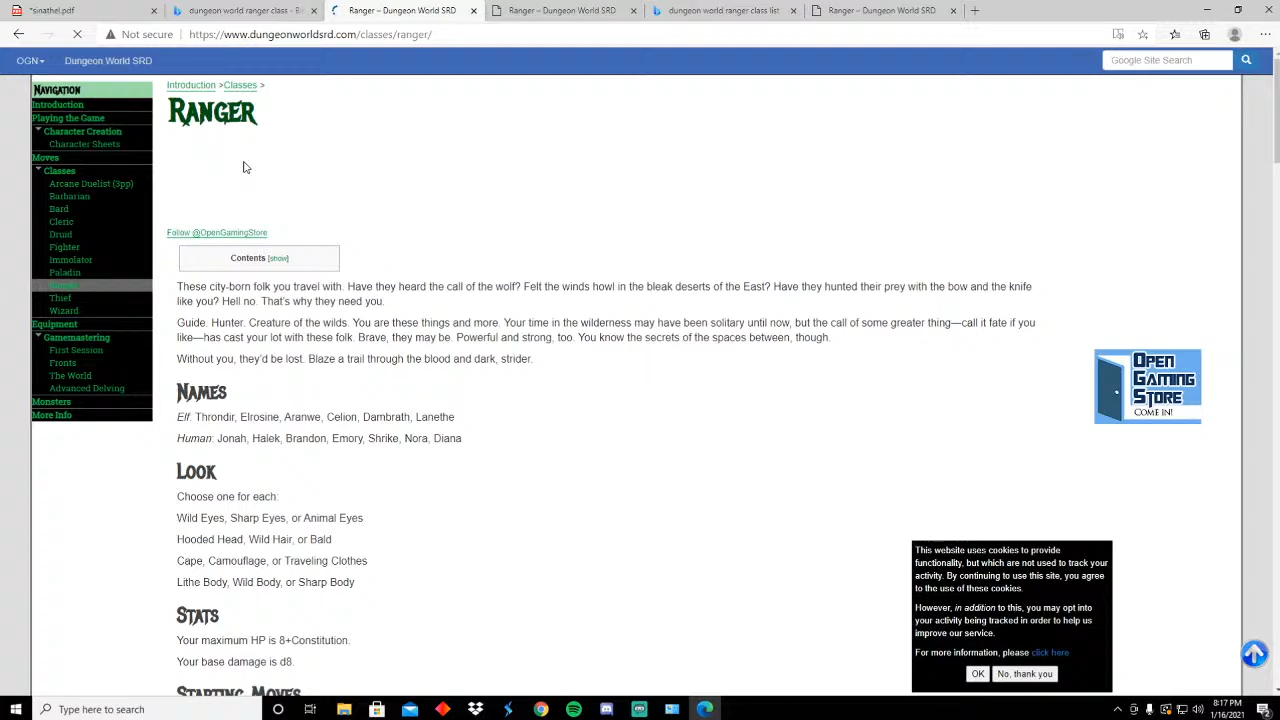 *gnathel.pdf
dungeon world ranger class - B
Ranger – Dungeon World SRD
Ranger – Dungeon World SRD
dungeon world ranger class list
Ranger – Dungeon World SRD
Not secure | https://www.dungeonworldsrd.com/classes/ranger/
OGN
Dungeon World SRD
Google Site Search
Navigation
Introduction
Playing the Game
Character Creation
Character Sheets
Moves
Classes
Arcane Duelist (3pp)
Barbarian
Bard
Cleric
Druid
Fighter
Immolator
Paladin
Ranger
Thief
Wizard
Equipment
Gamemastering
First Session
Fronts
The World
Advanced Delving
Monsters
More Info
Introduction >Classes >
Ranger
Follow @OpenGamingStore
Contents [show]
These city-born folk you travel with. Have they heard the call of the wolf? Felt the winds howl in the bleak deserts of the East? Have they hunted their prey with the bow and the knife
like you? Hell no. That's why they need you.
Guide. Hunter. Creature of the wilds. You are these things and more. Your time in the wilderness may have been solitary until now, but the call of some greater thing—call it fate if you
like—has cast your lot with these folk. Brave, they may be. Powerful and strong, too. You know the secrets of the spaces between, though.
Without you, they'd be lost. Blaze a trail through the blood and dark, strider.
Names
Elf: Throndir, Elrosine, Aranwe, Celion, Dambrath, Lanethe
Human: Jonah, Halek, Brandon, Emory, Shrike, Nora, Diana
Look
Choose one for each:
Wild Eyes, Sharp Eyes, or Animal Eyes
Hooded Head, Wild Hair, or Bald
Cape, Camouflage, or Traveling Clothes
Lithe Body, Wild Body, or Sharp Body
Stats
Your maximum HP is 8+Constitution.
Your base damage is d8.
Starting Moves
Open
Gaming
Store
Come in!
This website uses cookies to provide
functionality, but which are not used to track your
activity. By continuing to use this site, you agree
to the use of these cookies.
However, in addition to this, you may opt into
your activity being tracked in order to help us
improve our service.
For more information, please click here
OK
No, thank you
Type here to search
8:17 PM
1/16/2021